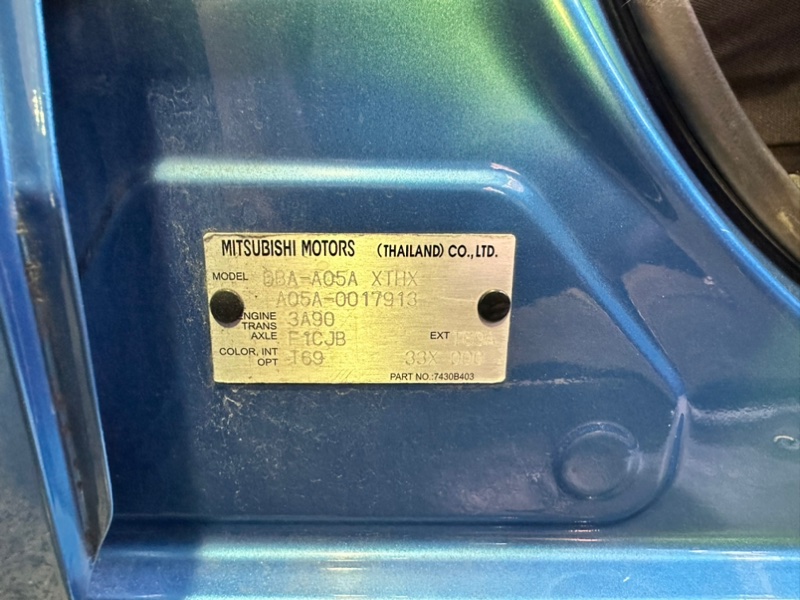 MITSUBISHI MOTORS (THAILAND) CO., LTD.
MODEL DBA-A05A XTHX
A05A-0017913
ENGINE 3A90
TRANS AXLE F1CJB EXT
COLOR, INT OPT T69 33X
PART NO.:7430B403